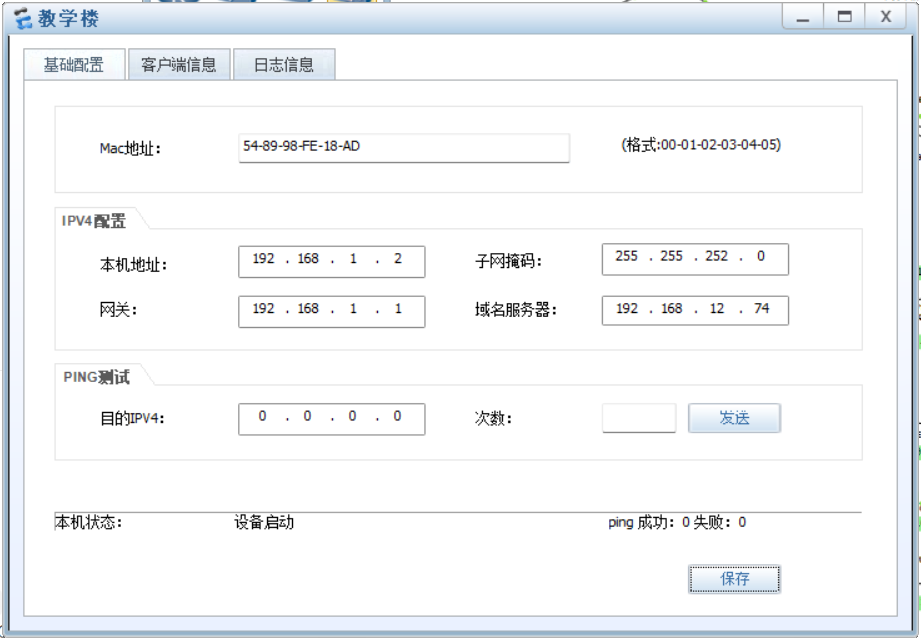 教学楼
基础配置 客户端信息 日志信息
Mac地址： 54-89-98-FE-18-AD (格式:00-01-02-03-04-05)
IPV4配置
本机地址： 192 . 168 . 1 . 2 子网掩码： 255 . 255 . 252 . 0
网关： 192 . 168 . 1 . 1 域名服务器： 192 . 168 . 12 . 74
PING测试
目的IPV4： 0 . 0 . 0 . 0 次数： 发送
本机状态： 设备启动 ping 成功： 0 失败： 0
保存